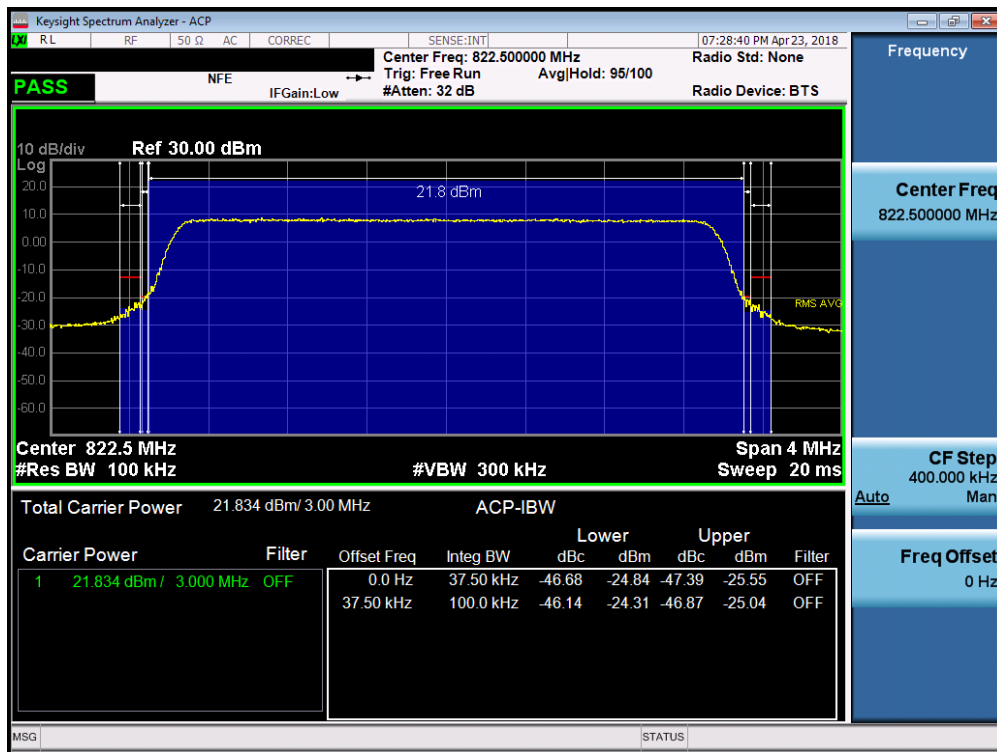 Keysight Spectrum Analyzer - ACP
LXI RL RF 50 Ω AC CORREC SENSE:INT 07:28:40 PM Apr 23, 2018
Center Freq: 822.500000 MHz Radio Std: None
NFE Trig: Free Run Avg|Hold: 95/100
PASS IFGain:Low #Atten: 32 dB Radio Device: BTS
10 dB/div Ref 30.00 dBm
Log
20.0
21.8 dBm
10.0
0.00
-10.0
-20.0
RMS AVG
-30.0
-40.0
-50.0
-60.0
Center 822.5 MHz Span 4 MHz
#Res BW 100 kHz #VBW 300 kHz Sweep 20 ms
Total Carrier Power 21.834 dBm/ 3.00 MHz ACP-IBW
Lower Upper
Carrier Power Filter Offset Freq Integ BW dBc dBm dBc dBm Filter
1 21.834 dBm / 3.000 MHz OFF 0.0 Hz 37.50 kHz -46.68 -24.84 -47.39 -25.55 OFF
37.50 kHz 100.0 kHz -46.14 -24.31 -46.87 -25.04 OFF
MSG STATUS
Frequency
Center Freq
822.500000 MHz
CF Step
400.000 kHz
Auto Man
Freq Offset
0 Hz